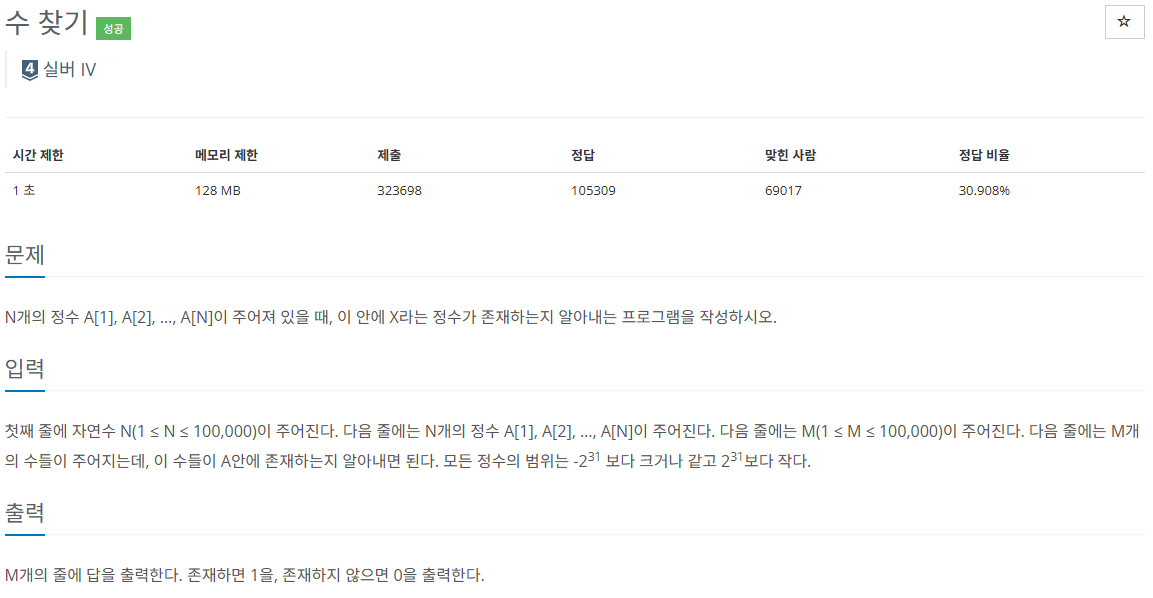 수 찾기 성공
☆
4 실버 IV
시간 제한 메모리 제한 제출 정답 맞힌 사람 정답 비율
1 초 128 MB 323698 105309 69017 30.908%
문제
N개의 정수 A[1], A[2], …, A[N]이 주어져 있을 때, 이 안에 X라는 정수가 존재하는지 알아내는 프로그램을 작성하시오.
입력
첫째 줄에 자연수 N(1 ≤ N ≤ 100,000)이 주어진다. 다음 줄에는 N개의 정수 A[1], A[2], …, A[N]이 주어진다. 다음 줄에는 M(1 ≤ M ≤ 100,000)이 주어진다. 다음 줄에는 M개
의 수들이 주어지는데, 이 수들이 A안에 존재하는지 알아내면 된다. 모든 정수의 범위는 -2³¹ 보다 크거나 같고 2³¹보다 작다.
출력
M개의 줄에 답을 출력한다. 존재하면 1을, 존재하지 않으면 0을 출력한다.